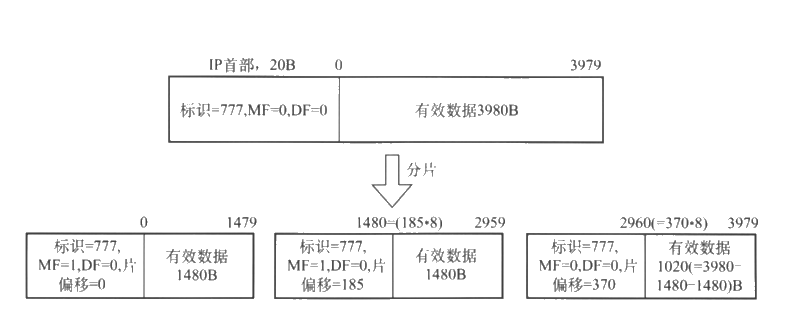 IP首部，20B 0 3979
标识=777,MF=0,DF=0 有效数据3980B
分片
0 1479 1480=(185•8) 2959 2960(=370•8) 3979
标识=777,
MF=1,DF=0,片
偏移=0
有效数据
1480B
标识=777,
MF=1,DF=0,片
偏移=185
有效数据
1480B
标识=777,
MF=0,DF=0,片
偏移=370
有效数据
1020(=3980-
1480-1480)B